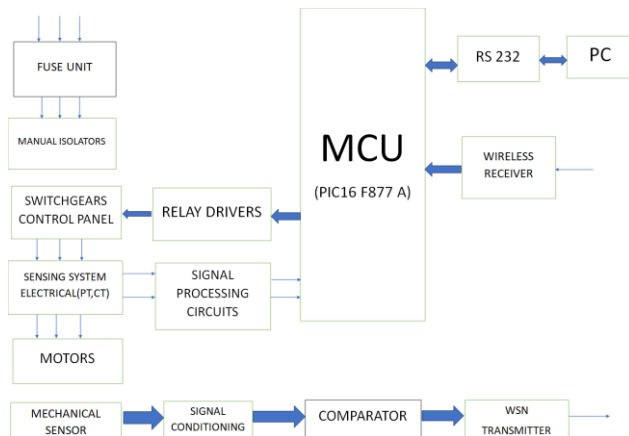 FUSE UNIT
MANUAL ISOLATORS
SWITCHGEARS
CONTROL PANEL
RELAY DRIVERS
SENSING SYSTEM
ELECTRICAL(PT,CT)
SIGNAL
PROCESSING
CIRCUITS
MOTORS
MCU
(PIC16 F877 A)
RS 232
PC
WIRELESS
RECEIVER
MECHANICAL
SENSOR
SIGNAL
CONDITIONING
COMPARATOR
WSN
TRANSMITTER